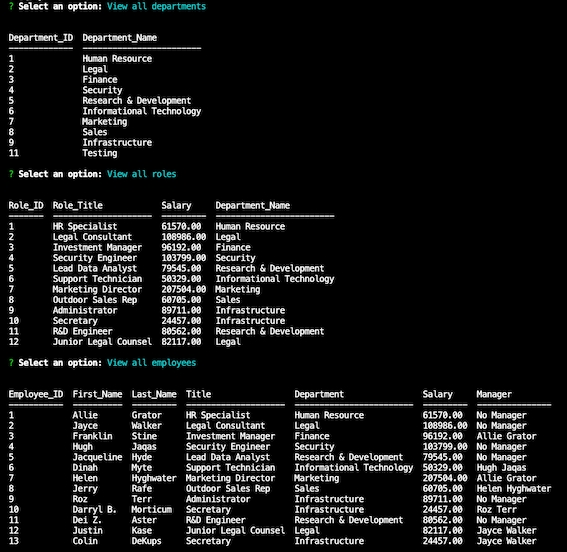 ? Select an option: View all departments
Department_ID  Department_Name
-------------  ----------------------
1              Human Resource
2              Legal
3              Finance
4              Security
5              Research & Development
6              Informational Technology
7              Marketing
8              Sales
9              Infrastructure
11             Testing
? Select an option: View all roles
Role_ID  Role_Title            Salary     Department_Name
-------  --------------------  ---------  ------------------------
1        HR Specialist         61570.00   Human Resource
2        Legal Consultant      108986.00  Legal
3        Investment Manager    96192.00   Finance
4        Security Engineer     103799.00  Security
5        Lead Data Analyst     79545.00   Research & Development
6        Support Technician    50329.00   Informational Technology
7        Marketing Director    207504.00  Marketing
8        Outdoor Sales Rep     60705.00   Sales
9        Administrator         89711.00   Infrastructure
10       Secretary             24457.00   Infrastructure
11       R&D Engineer          80562.00   Research & Development
12       Junior Legal Counsel  82117.00   Legal
? Select an option: View all employees
Employee_ID  First_Name  Last_Name  Title                 Department                Salary     Manager
-----------  ----------  ---------  --------------------  ------------------------  ---------  ---------------
1            Allie       Grator     HR Specialist         Human Resource            61570.00   No Manager
2            Jayce       Walker     Legal Consultant      Legal                     108986.00  No Manager
3            Franklin    Stine      Investment Manager    Finance                   96192.00   Allie Grator
4            Hugh        Jaqas      Security Engineer     Security                  103799.00  No Manager
5            Jacqueline  Hyde       Lead Data Analyst     Research & Development    79545.00   No Manager
6            Dinah       Myte       Support Technician    Informational Technology  50329.00   Hugh Jaqas
7            Helen       Hyghwater  Marketing Director    Marketing                 207504.00  Allie Grator
8            Jerry       Rafe       Outdoor Sales Rep     Sales                     60705.00   Helen Hyghwater
9            Roz         Terr       Administrator         Infrastructure            89711.00   No Manager
10           Darryl B.   Morticum   Secretary             Infrastructure            24457.00   Roz Terr
11           Dei Z.      Aster      R&D Engineer          Research & Development    80562.00   No Manager
12           Justin      Kase       Junior Legal Counsel  Legal                     82117.00   Jayce Walker
13           Colin       DeKups     Secretary             Infrastructure            24457.00   Jayce Walker